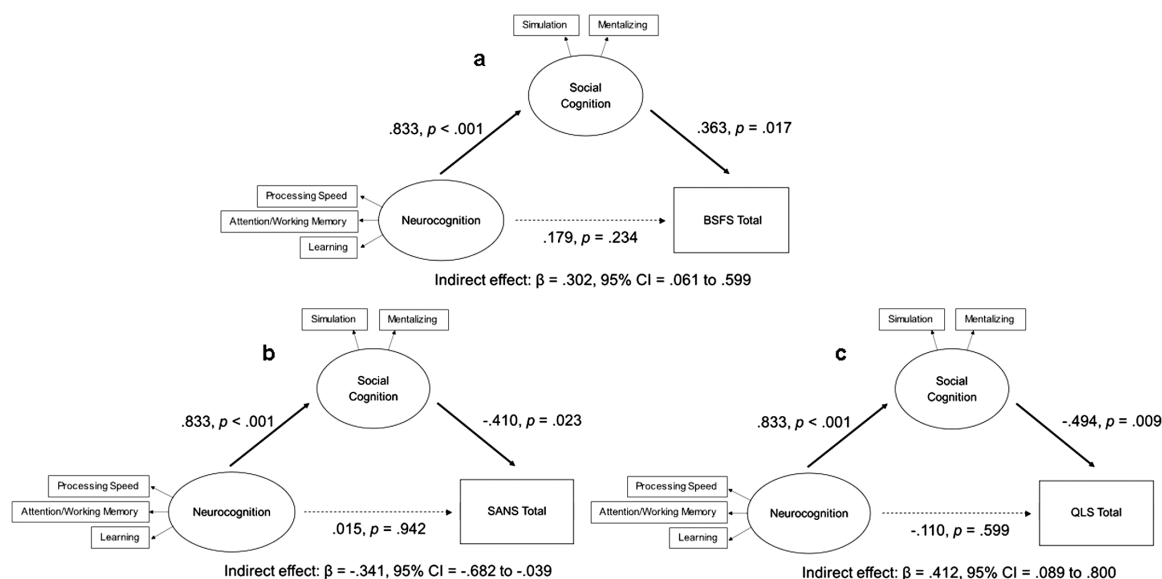 Simulation
Mentalizing
a
Social
Cognition
.833, p < .001
.363, p = .017
Processing Speed
Attention/Working Memory
Learning
Neurocognition
BSFS Total
.179, p = .234
Indirect effect: β = .302, 95% CI = .061 to .599
Simulation
Mentalizing
b
Social
Cognition
.833, p < .001
-.410, p = .023
Processing Speed
Attention/Working Memory
Learning
Neurocognition
SANS Total
.015, p = .942
Indirect effect: β = -.341, 95% CI = -.682 to -.039
Simulation
Mentalizing
c
Social
Cognition
.833, p < .001
-.494, p = .009
Processing Speed
Attention/Working Memory
Learning
Neurocognition
QLS Total
-.110, p = .599
Indirect effect: β = .412, 95% CI = .089 to .800